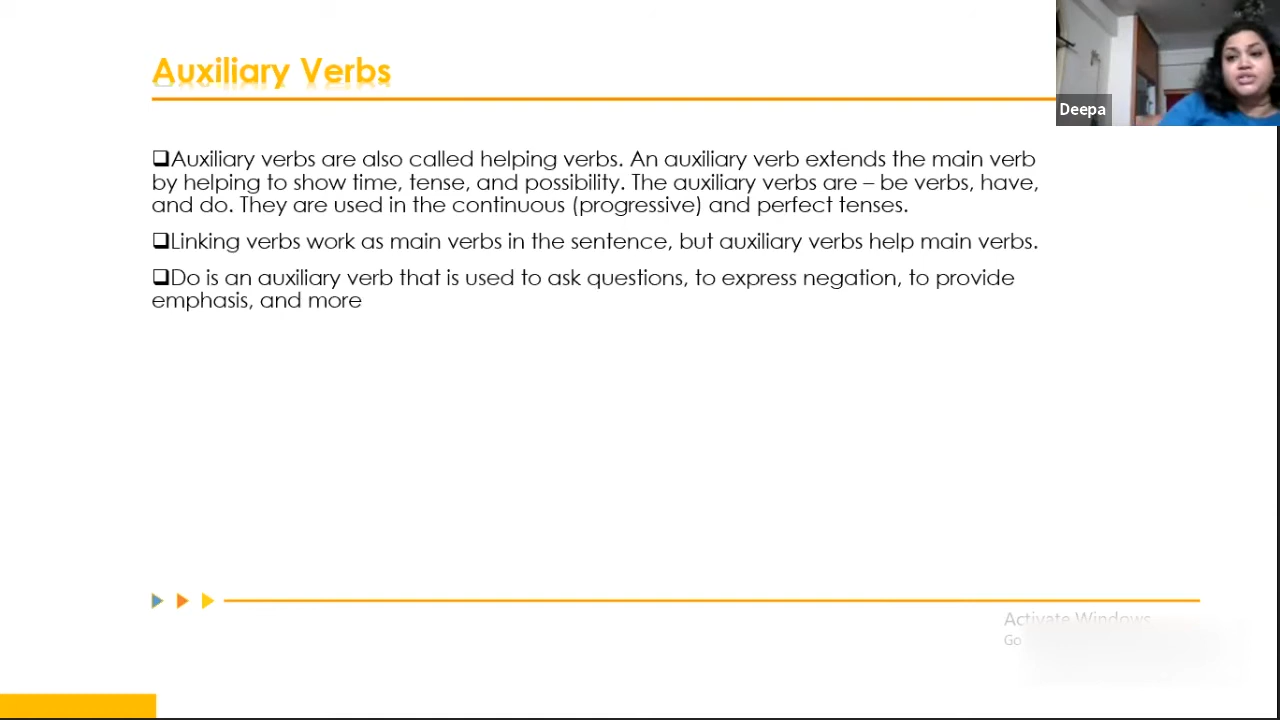 Auxiliary Verbs
Deepa
❑Auxiliary verbs are also called helping verbs. An auxiliary verb extends the main verb
by helping to show time, tense, and possibility. The auxiliary verbs are – be verbs, have,
and do. They are used in the continuous (progressive) and perfect tenses.
❑Linking verbs work as main verbs in the sentence, but auxiliary verbs help main verbs.
❑Do is an auxiliary verb that is used to ask questions, to express negation, to provide
emphasis, and more
Activate Windows
Go